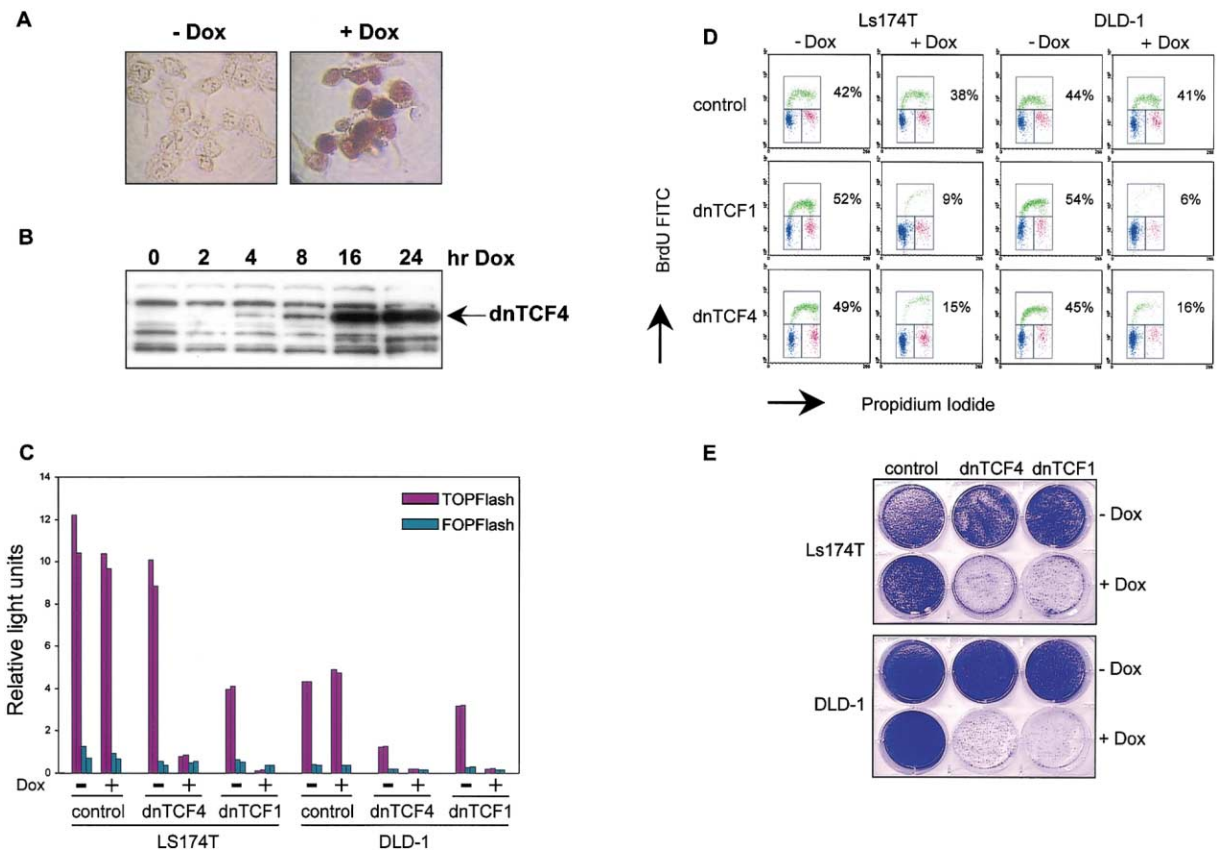 A
- Dox + Dox
B
0 2 4 8 16 24 hr Dox
dnTCF4
C
Relative light units
14
12
10
8
6
4
2
0
TOPFlash
FOPFlash
Dox - + - + - + - + - + - +
control dnTCF4 dnTCF1 control dnTCF4 dnTCF1
LS174T DLD-1
D
Ls174T DLD-1
- Dox + Dox - Dox + Dox
control 42% 38% 44% 41%
dnTCF1 52% 9% 54% 6%
dnTCF4 49% 15% 45% 16%
BrdU FITC
Propidium Iodide
E
control dnTCF4 dnTCF1
Ls174T
- Dox
+ Dox
DLD-1
- Dox
+ Dox